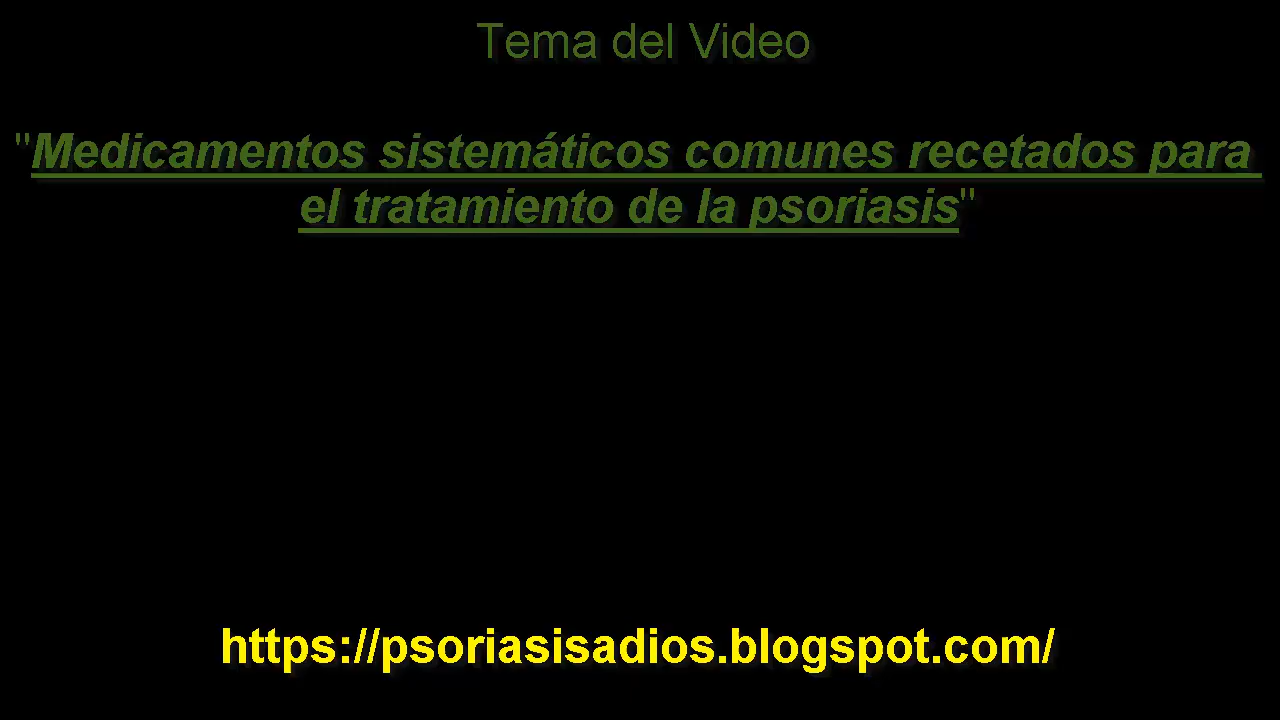 Tema del Video
"Medicamentos sistemáticos comunes recetados para
el tratamiento de la psoriasis"
https://psoriasisadios.blogspot.com/